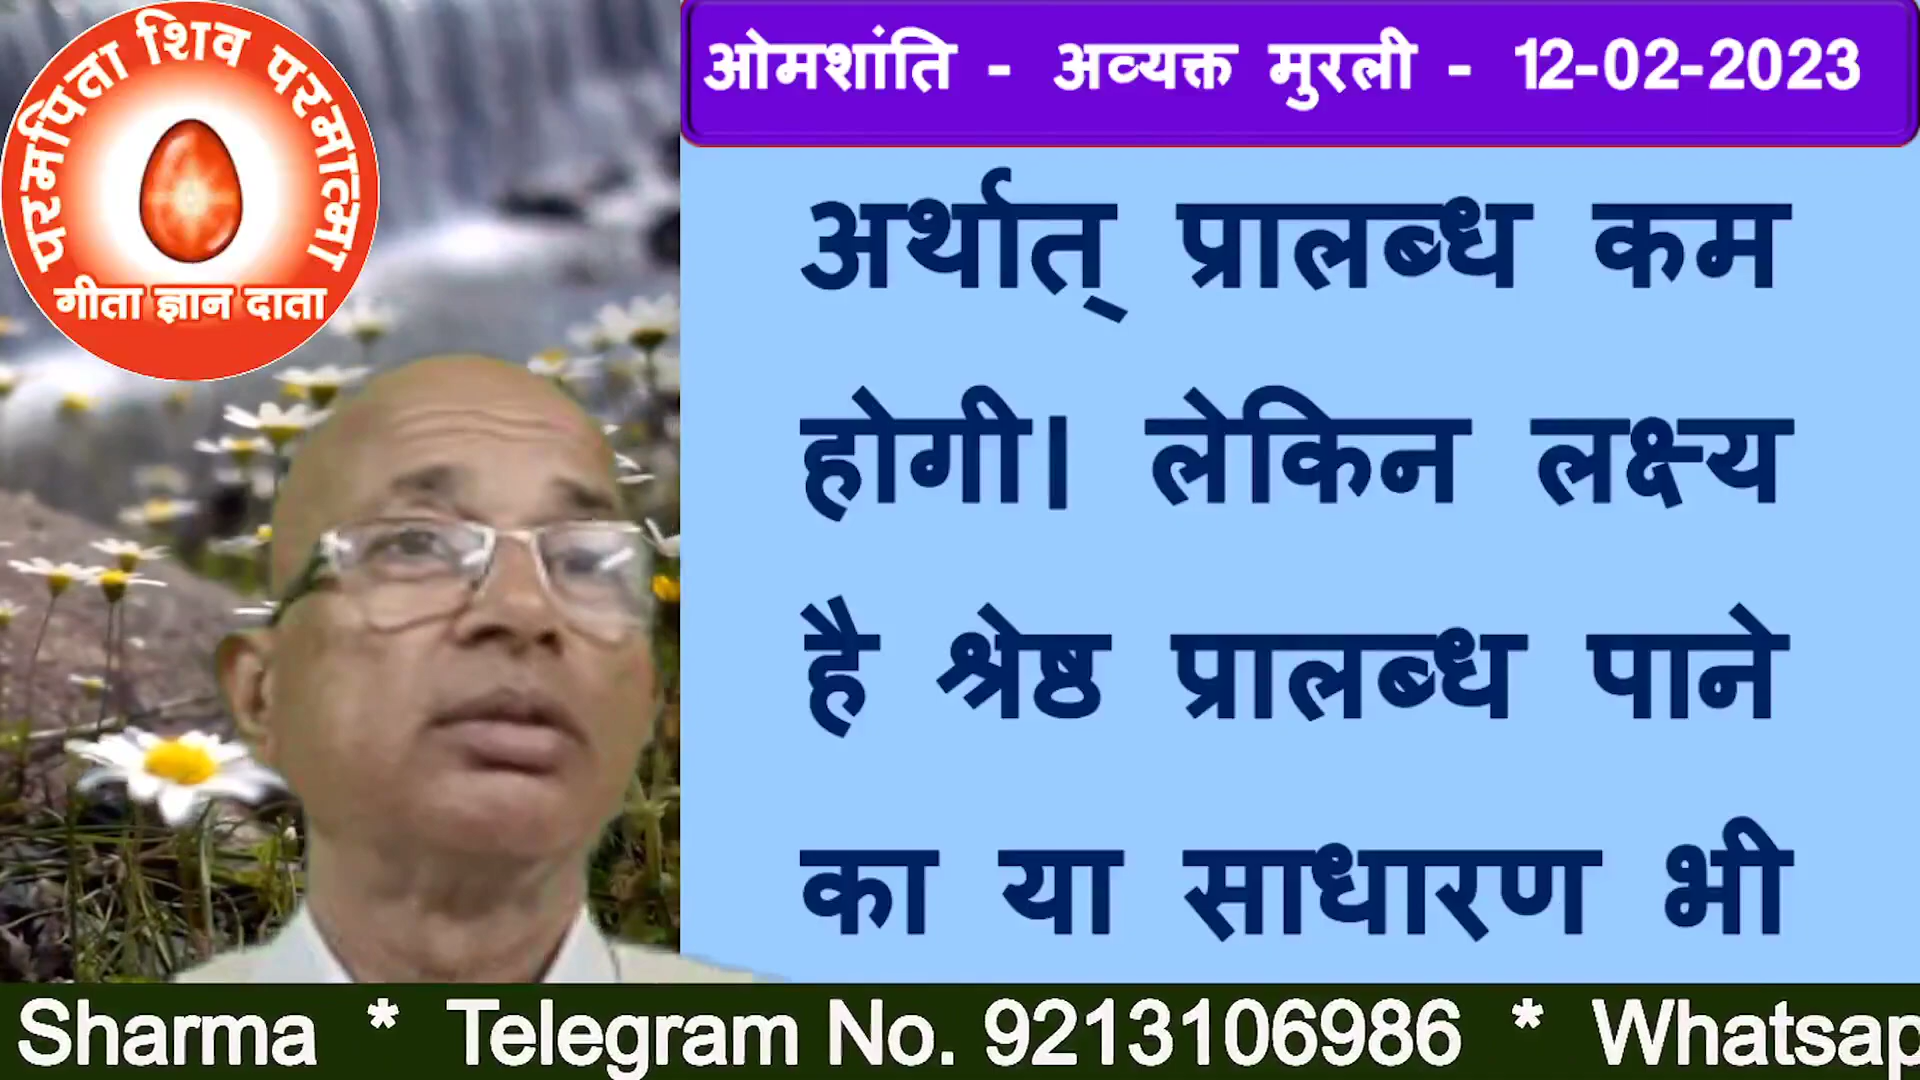 परमपिता शिव परमात्मा
गीता ज्ञान दाता
ओमशांति - अव्यक्त मुरली - 12-02-2023
अर्थात् प्रालब्ध कम
होगी। लेकिन लक्ष्य
है श्रेष्ठ प्रालब्ध पाने
का या साधारण भी
Sharma * Telegram No. 9213106986 * Whatsap